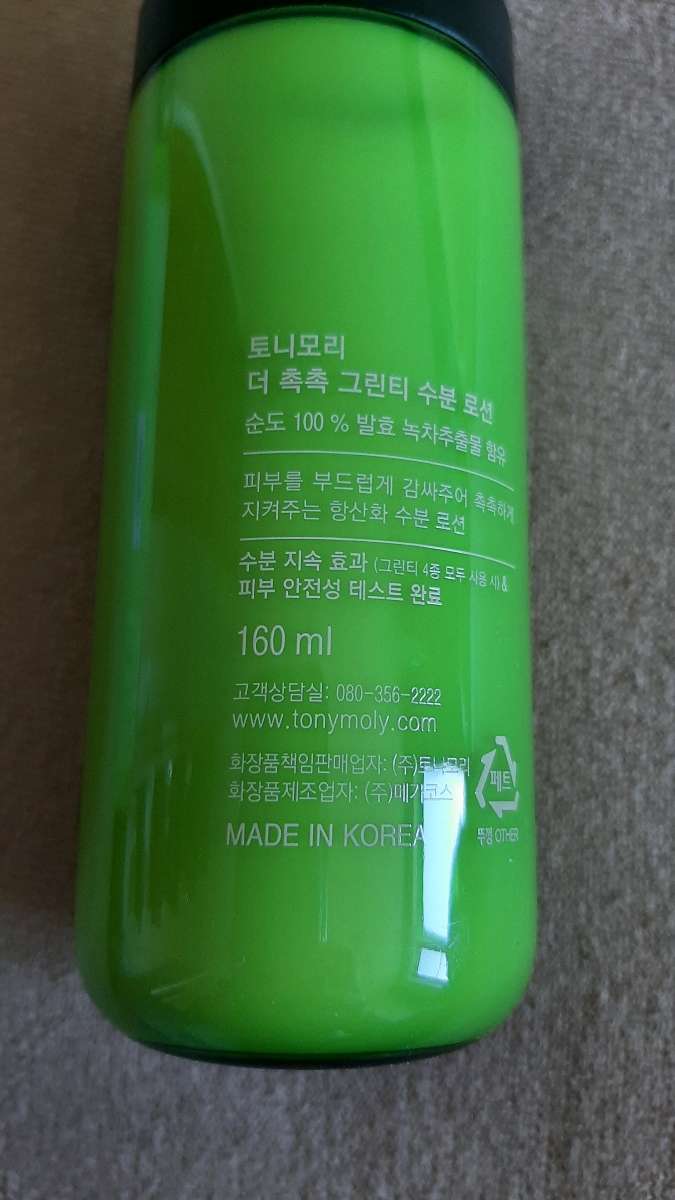 토니모리
더 촉촉 그린티 수분 로션
순도 100 % 발효 녹차추출물 함유
피부를 부드럽게 감싸주어 촉촉하게
지켜주는 항산화 수분 로션
수분 지속 효과 (그린티 4종 모두 사용 시) &
피부 안전성 테스트 완료
160 ml
고객상담실: 080-356-2222
www.tonymoly.com
화장품책임판매업자: (주)토니모리
화장품제조업자: (주)메가코스
페트
뚜껑 OTHER
MADE IN KOREA